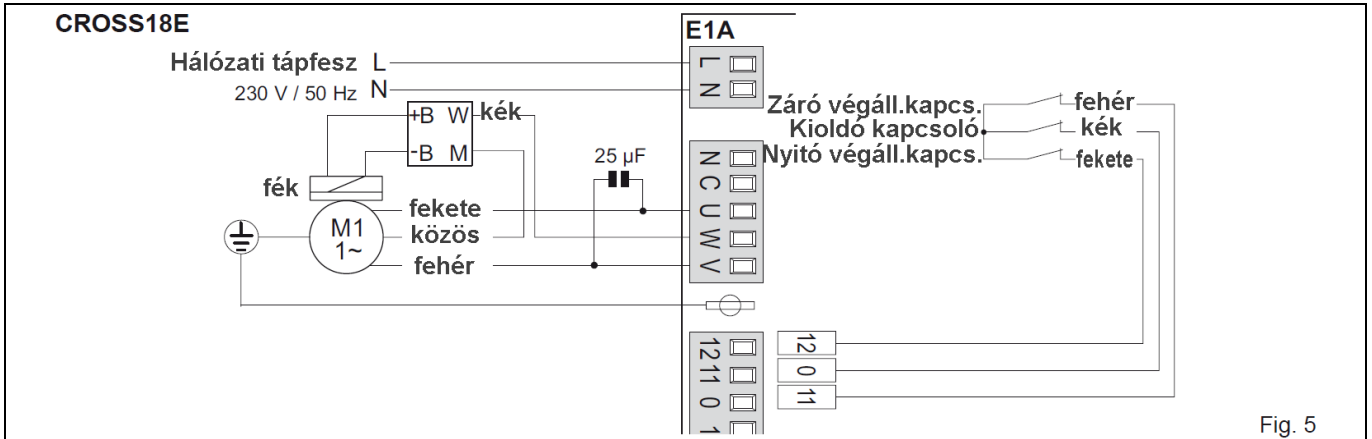 CROSS18E
E1A
Hálózati tápfesz L
230 V / 50 Hz N
L
N
+B W kék
-B M
25 µF
fék
M1
1~
fekete
közös
fehér
N
C
U
W
V
Záró végáll.kapcs. fehér
Kioldó kapcsoló kék
Nyitó végáll.kapcs. fekete
12
11
0
1
12
0
11
Fig. 5